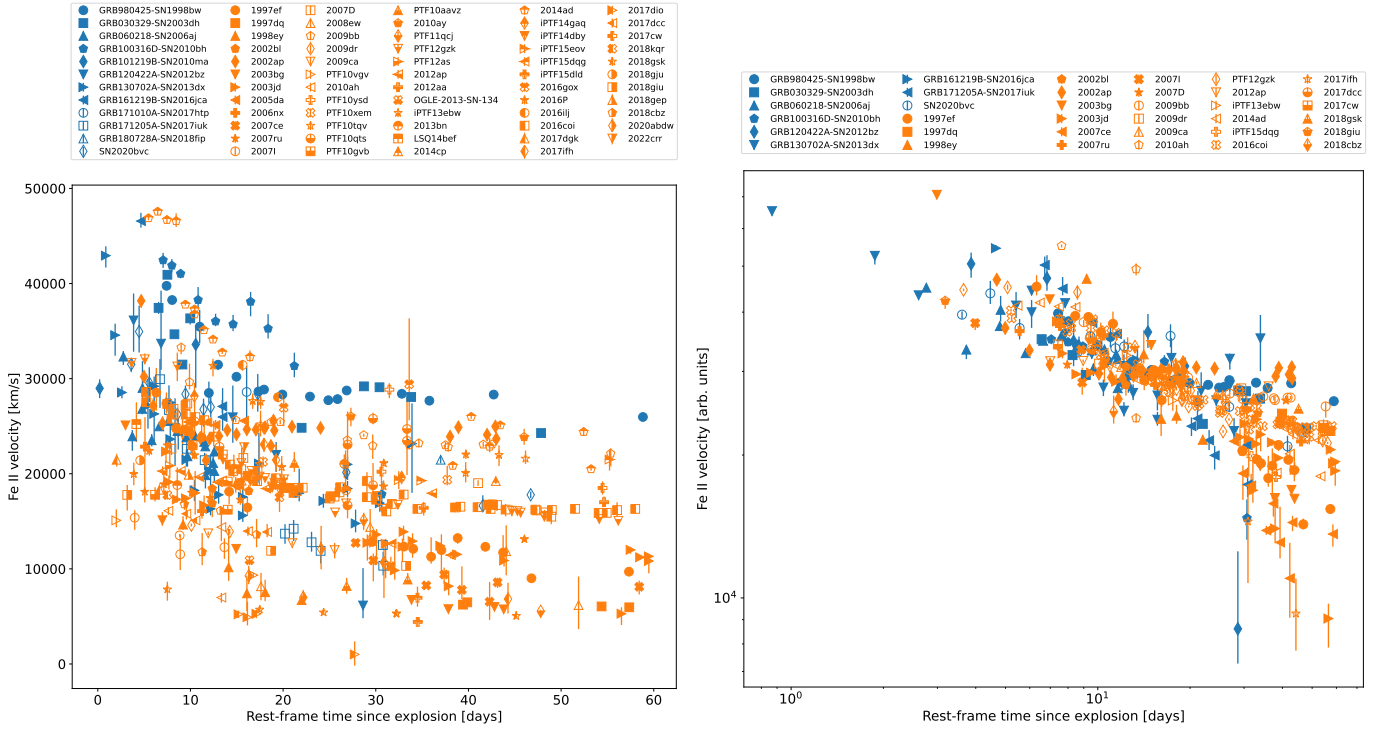 GRB980425-SN1998bw 1997ef 2007D PTF10aavz 2014ad 2017dio
GRB030329-SN2003dh 1997dq 2008ew 2010ay iPTF14gaq 2017dcc
GRB060218-SN2006aj 1998ey 2009bb PTF11qcj iPTF14dby 2017cw
GRB100316D-SN2010bh 2002bl 2009dr PTF12gzk iPTF15eov 2018kqr
GRB101219B-SN2010ma 2002ap 2009ca PTF12as iPTF15dqg 2018gsk
GRB120422A-SN2012bz 2003bg PTF10vgv 2012ap iPTF15dld 2018gju
GRB130702A-SN2013dx 2003jd 2010ah 2012aa 2016gox 2018giu
GRB161219B-SN2016jca 2005da PTF10ysd OGLE-2013-SN-134 2016P 2018gep
GRB171010A-SN2017htp 2006nx PTF10xem iPTF13ebw 2016ilj 2018cbz
GRB171205A-SN2017iuk 2007ce PTF10tqv 2013bn 2016coi 2020abdw
GRB180728A-SN2018fip 2007ru PTF10qts LSQ14bef 2017dgk 2022crr
SN2020bvc 2007I PTF10gvb 2014cp 2017ifh
50000
40000
30000
20000
10000
0
Fe II velocity [km/s]
0 10 20 30 40 50 60
Rest-frame time since explosion [days]
GRB980425-SN1998bw GRB161219B-SN2016jca 2002bl 2007I PTF12gzk 2017ifh
GRB030329-SN2003dh GRB171205A-SN2017iuk 2002ap 2007D 2012ap 2017dcc
GRB060218-SN2006aj SN2020bvc 2003bg 2009bb iPTF13ebw 2017cw
GRB100316D-SN2010bh 1997ef 2003jd 2009dr 2014ad 2018gsk
GRB120422A-SN2012bz 1997dq 2007ce 2009ca iPTF15dqg 2018giu
GRB130702A-SN2013dx 1998ey 2007ru 2010ah 2016coi 2018cbz
10⁴
Fe II velocity [arb. units]
10⁰ 10¹
Rest-frame time since explosion [days]